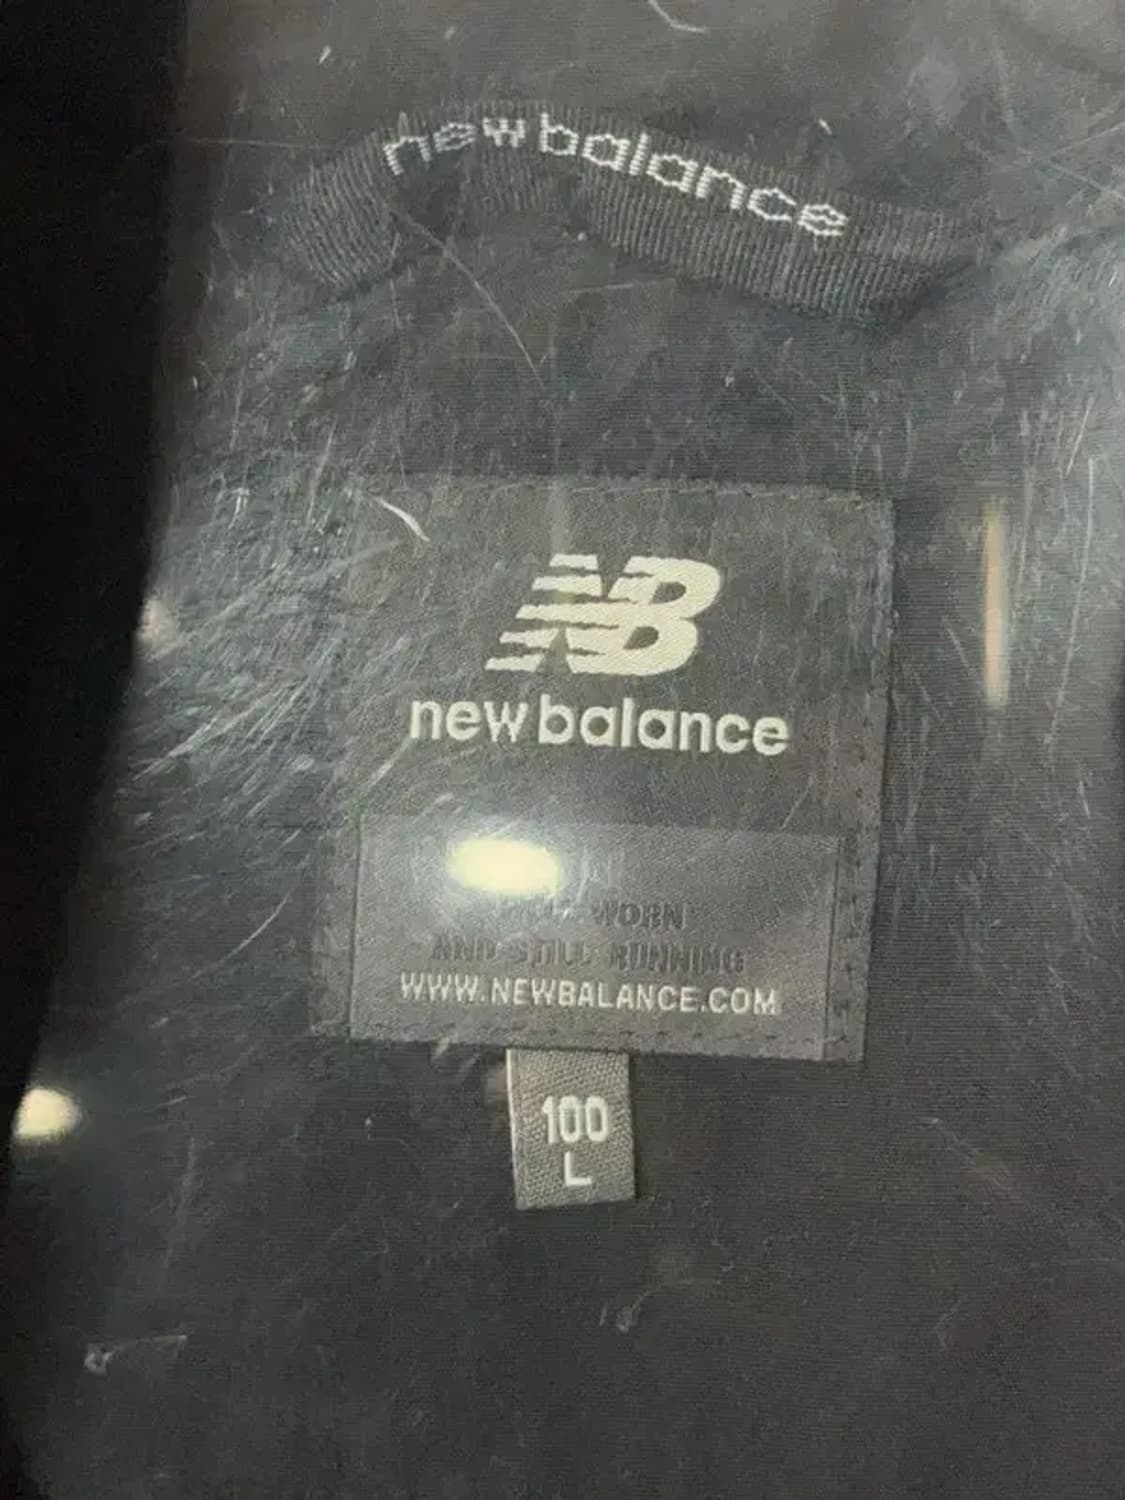 new balance
NB
new balance
WORN
AND STILL RUNNING
WWW.NEWBALANCE.COM
100
L